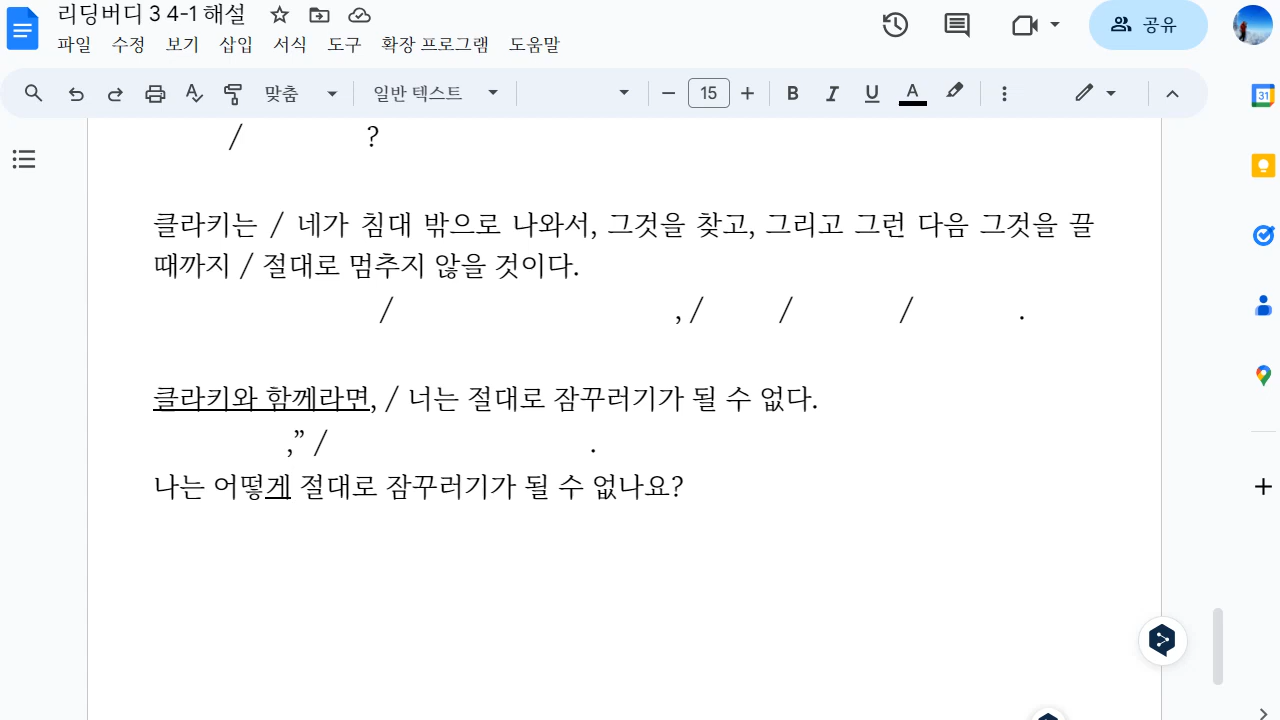 리딩버디 3 4-1 해설
파일 수정 보기 삽입 서식 도구 확장 프로그램 도움말
공유
맞춤 일반 텍스트 15 B I U A
31
/ ?
클라키는 / 네가 침대 밖으로 나와서, 그것을 찾고, 그리고 그런 다음 그것을 끌
때까지 / 절대로 멈추지 않을 것이다.
/ , / / / .
클라키와 함께라면, / 너는 절대로 잠꾸러기가 될 수 없다.
,” / .
나는 어떻게 절대로 잠꾸러기가 될 수 없나요?